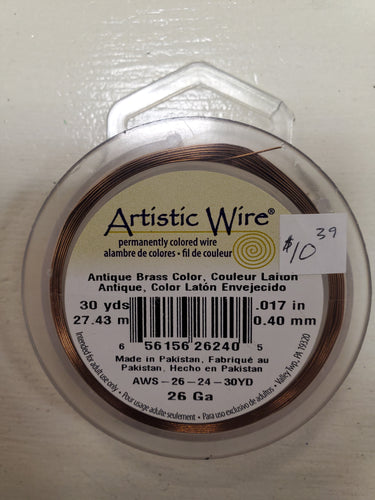 Artistic Wire®
permanently colored wire
alambre de colores • fil de couleur
39
$10
Antique Brass Color, Couleur Laiton
Antique, Color Latón Envejecido
30 yds
27.43 m
.017 in
0.40 mm
6 56156 26240 5
Made in Pakistan, Fabriqué au
Pakistan, Hecho en Pakistan
AWS-26-24-30YD
26 Ga
Intended for adult use only. • Pour usage adulte seulement. • Para uso exclusivo de adultos. • Valley Twp, PA 19320